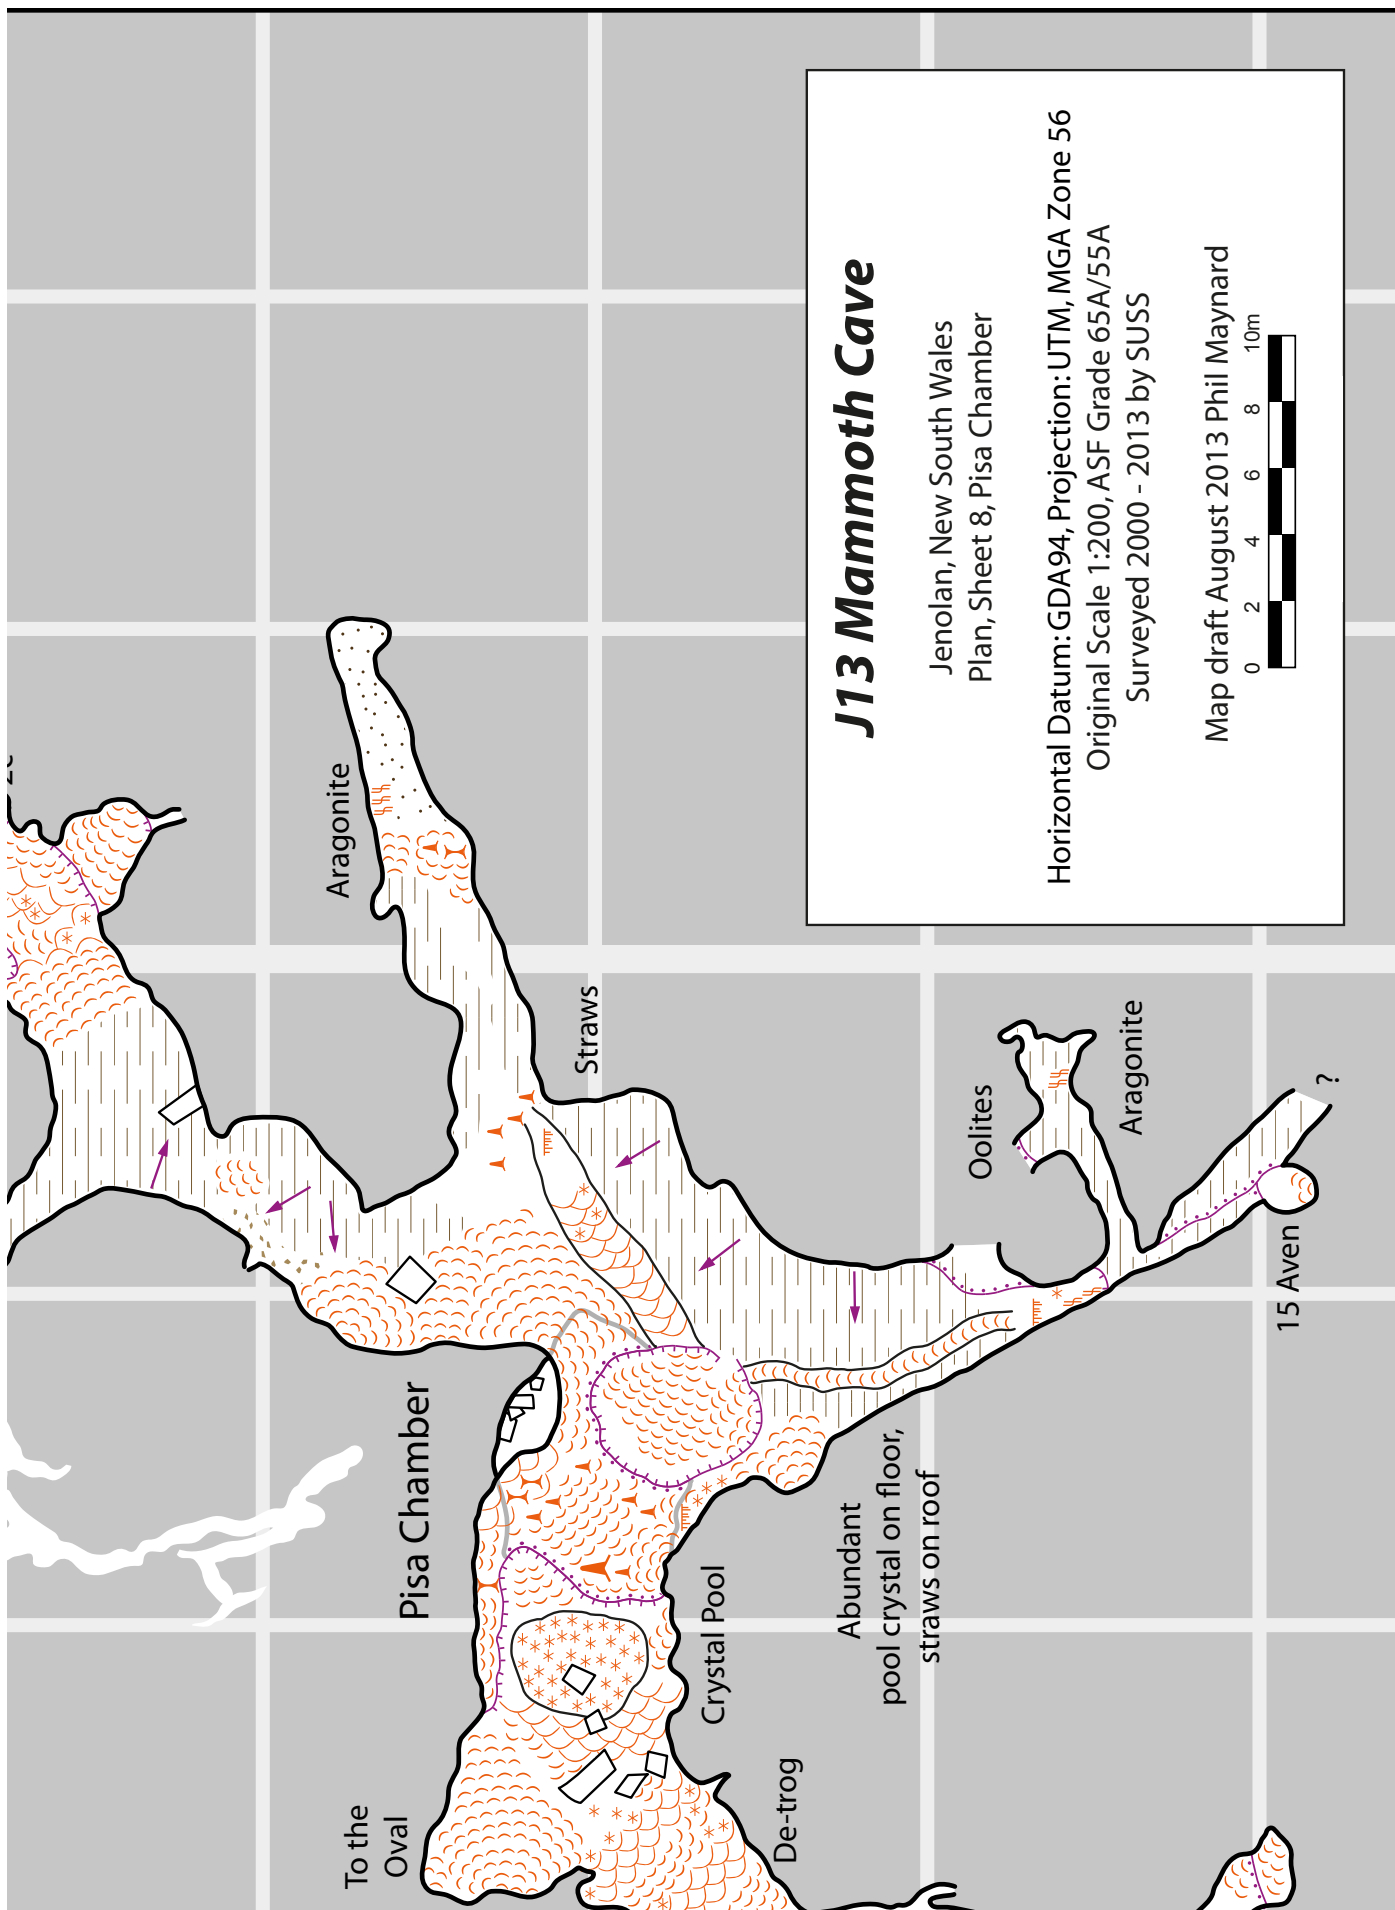 J13 Mammoth Cave
Jenolan, New South Wales
Plan, Sheet 8, Pisa Chamber
Horizontal Datum: GDA94, Projection: UTM, MGA Zone 56
Original Scale 1:200, ASF Grade 65A/55A
Surveyed 2000 - 2013 by SUSS
Map draft August 2013 Phil Maynard
0 2 4 6 8 10m
Aragonite
Straws
Oolites
Aragonite
?
15 Aven
Pisa Chamber
Abundant
pool crystal on floor,
straws on roof
Crystal Pool
To the
Oval
De-trog